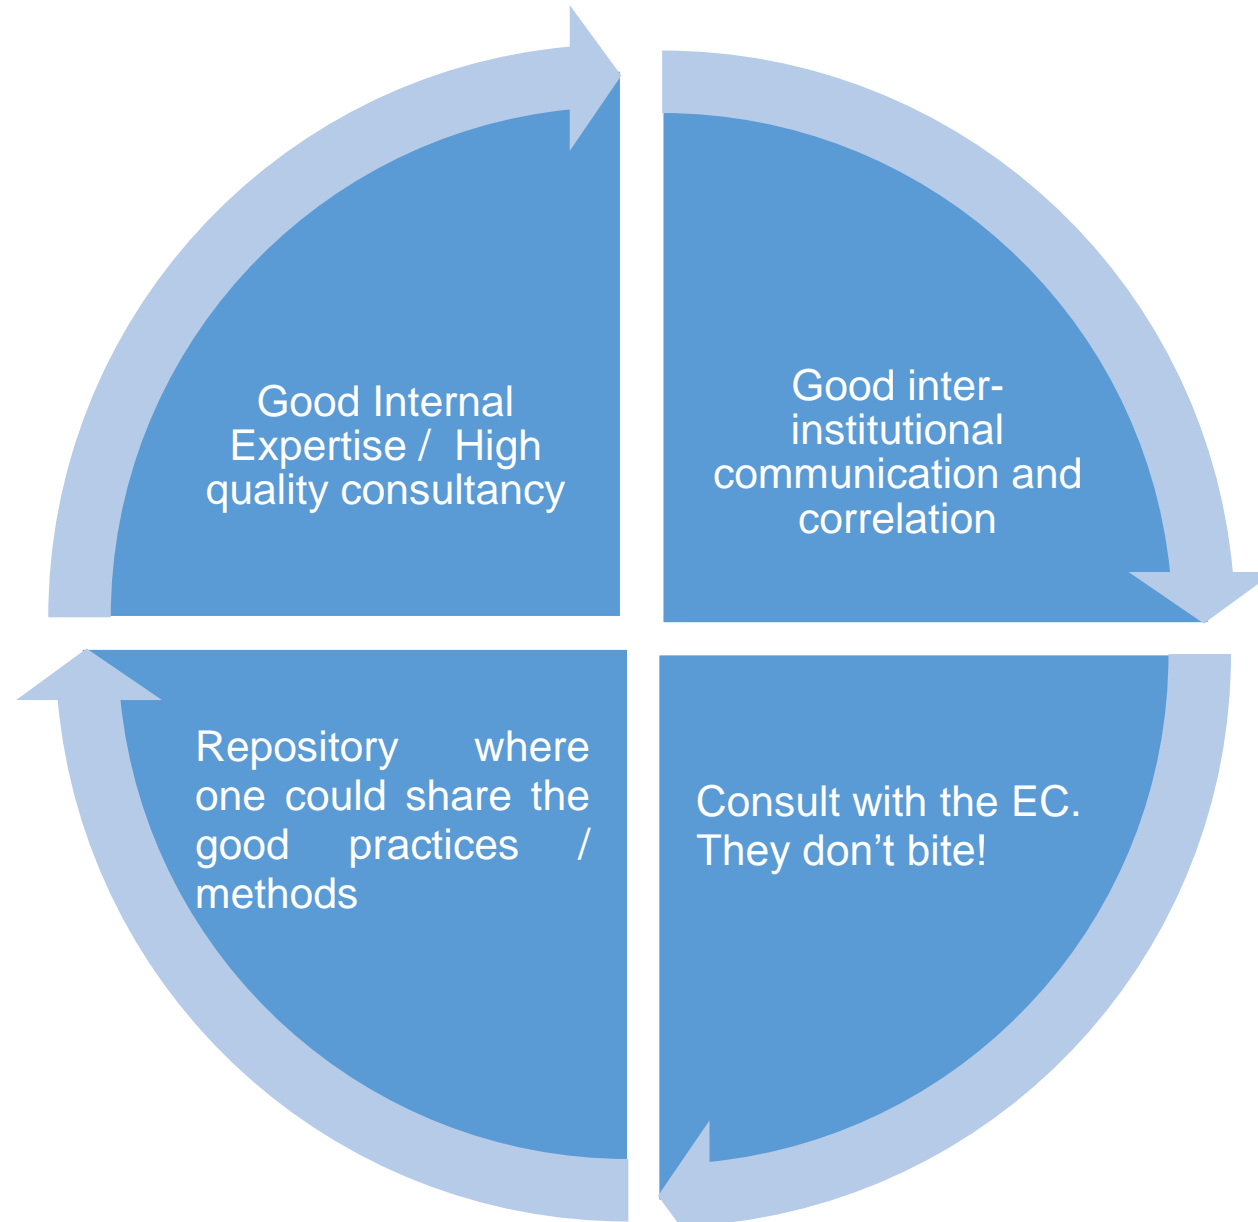 Good Internal
Expertise /  High
quality consultancy
Good inter-
institutional
communication and
correlation
Repository where
one could share the
good practices /
methods
Consult with the EC.
They don’t bite!